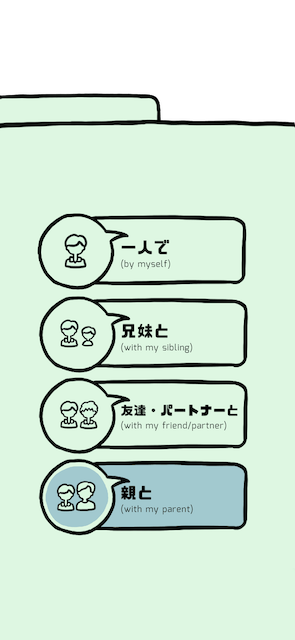 一人で
(by myself)
兄妹と
(with my sibling)
友達・パートナーと
(with my friend/partner)
親と
(with my parent)